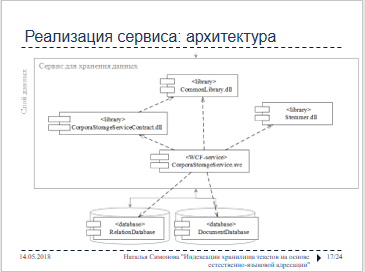 Реализация сервиса: архитектура
Сервис для хранения данных
Слой данных
<library>
CommonLibrary.dll
<library>
CorporaStorageServiceContract.dll
<library>
Stemmer.dll
<WCF-service>
CorporaStorageService.svc
<database>
RelationDatabase
<database>
DocumentDatabase
14.05.2018
Наталья Симонова "Индексация хранилищ текстов на основе
естественно-языковой адресации"
17/24